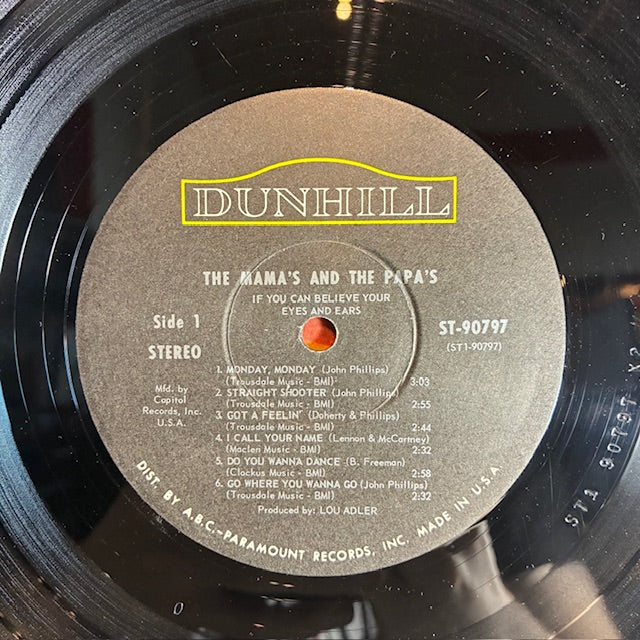 DUNHILL
THE MAMA'S AND THE PAPA'S
IF YOU CAN BELIEVE YOUR
EYES AND EARS
Side 1
STEREO
ST-90797
(ST1-90797)
Mfd. by
Capitol
Records, Inc.
U.S.A.
1. MONDAY, MONDAY (John Phillips)
(Trousdale Music - BMI) 3:03
2. STRAIGHT SHOOTER (John Phillips)
(Trousdale Music - BMI) 2:55
3. GOT A FEELIN' (Doherty & Phillips)
(Trousdale Music - BMI) 2:44
4. I CALL YOUR NAME (Lennon & McCartney)
(Maclen Music - BMI) 2:32
5. DO YOU WANNA DANCE (B. Freeman)
(Clockus Music - BMI) 2:58
6. GO WHERE YOU WANNA GO (John Phillips)
(Trousdale Music - BMI) 2:32
Produced by: LOU ADLER
DIST. BY A.B.C.-PARAMOUNT RECORDS, INC. MADE IN U.S.A.
ST1 90797
0